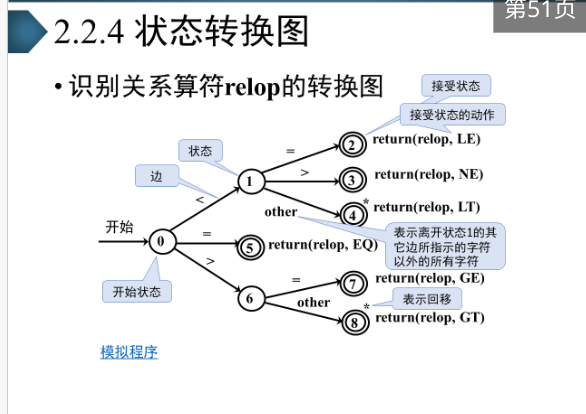 第51页
2.2.4 状态转换图
• 识别关系算符relop的转换图
接受状态
接受状态的动作
状态
边
=
2
return(relop, LE)
1
>
3
return(relop, NE)
<
other
4
*
return(relop, LT)
开始
0
=
5
return(relop, EQ)
表示离开状态1的其
它边所指示的字符
以外的所有字符
>
=
7
return(relop, GE)
开始状态
6
other
*
表示回移
8
return(relop, GT)
模拟程序